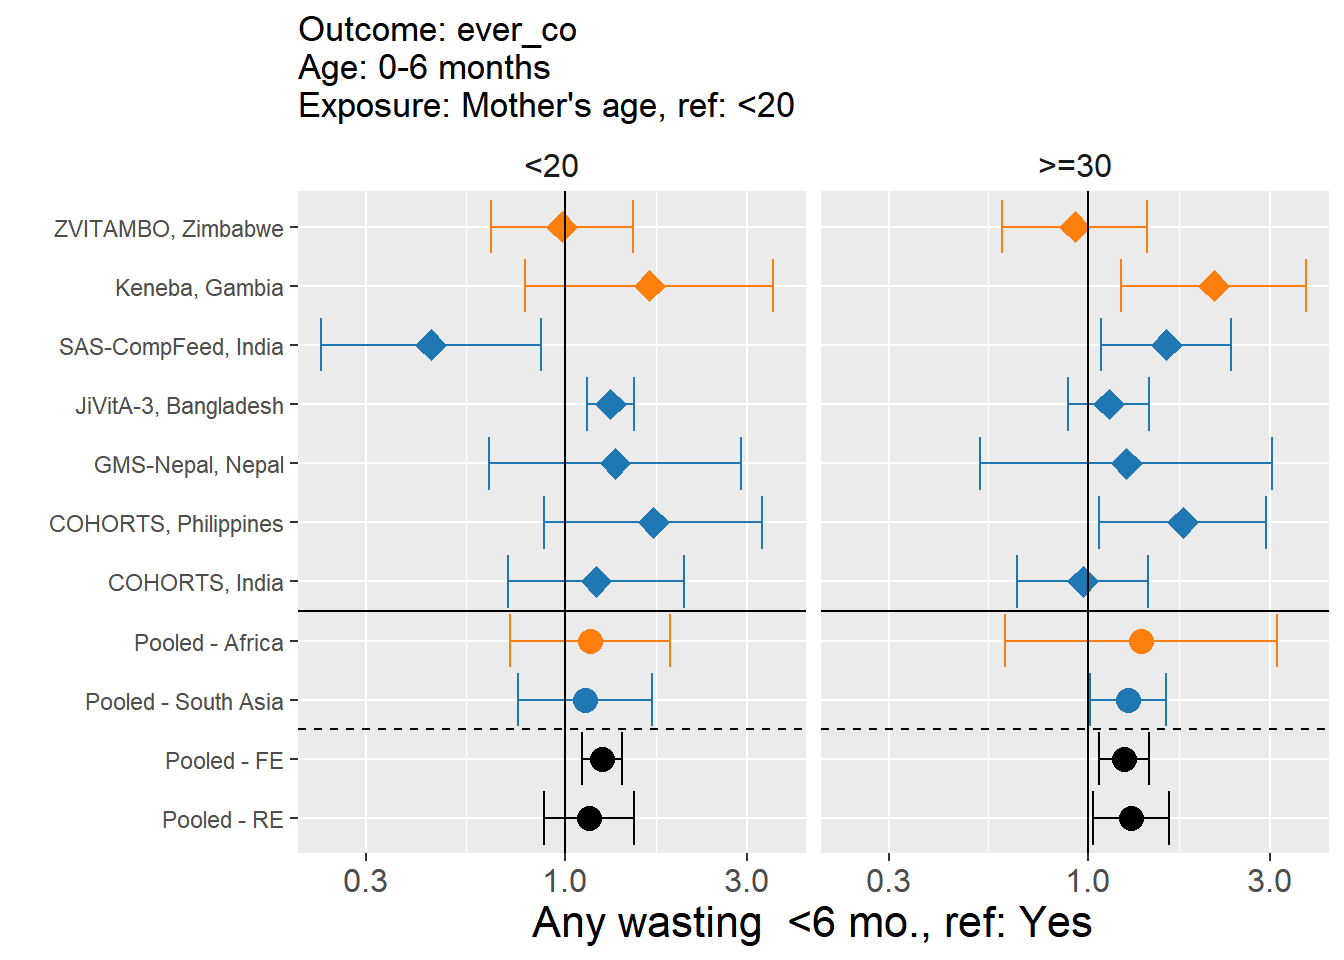 Outcome: ever_co
Age: 0-6 months
Exposure: Mother's age, ref: <20
<20
>=30
ZVITAMBO, Zimbabwe
Keneba, Gambia
SAS-CompFeed, India
JiVitA-3, Bangladesh
GMS-Nepal, Nepal
COHORTS, Philippines
COHORTS, India
Pooled - Africa
Pooled - South Asia
Pooled - FE
Pooled - RE
0.3 1.0 3.0
0.3 1.0 3.0
Any wasting  <6 mo., ref: Yes